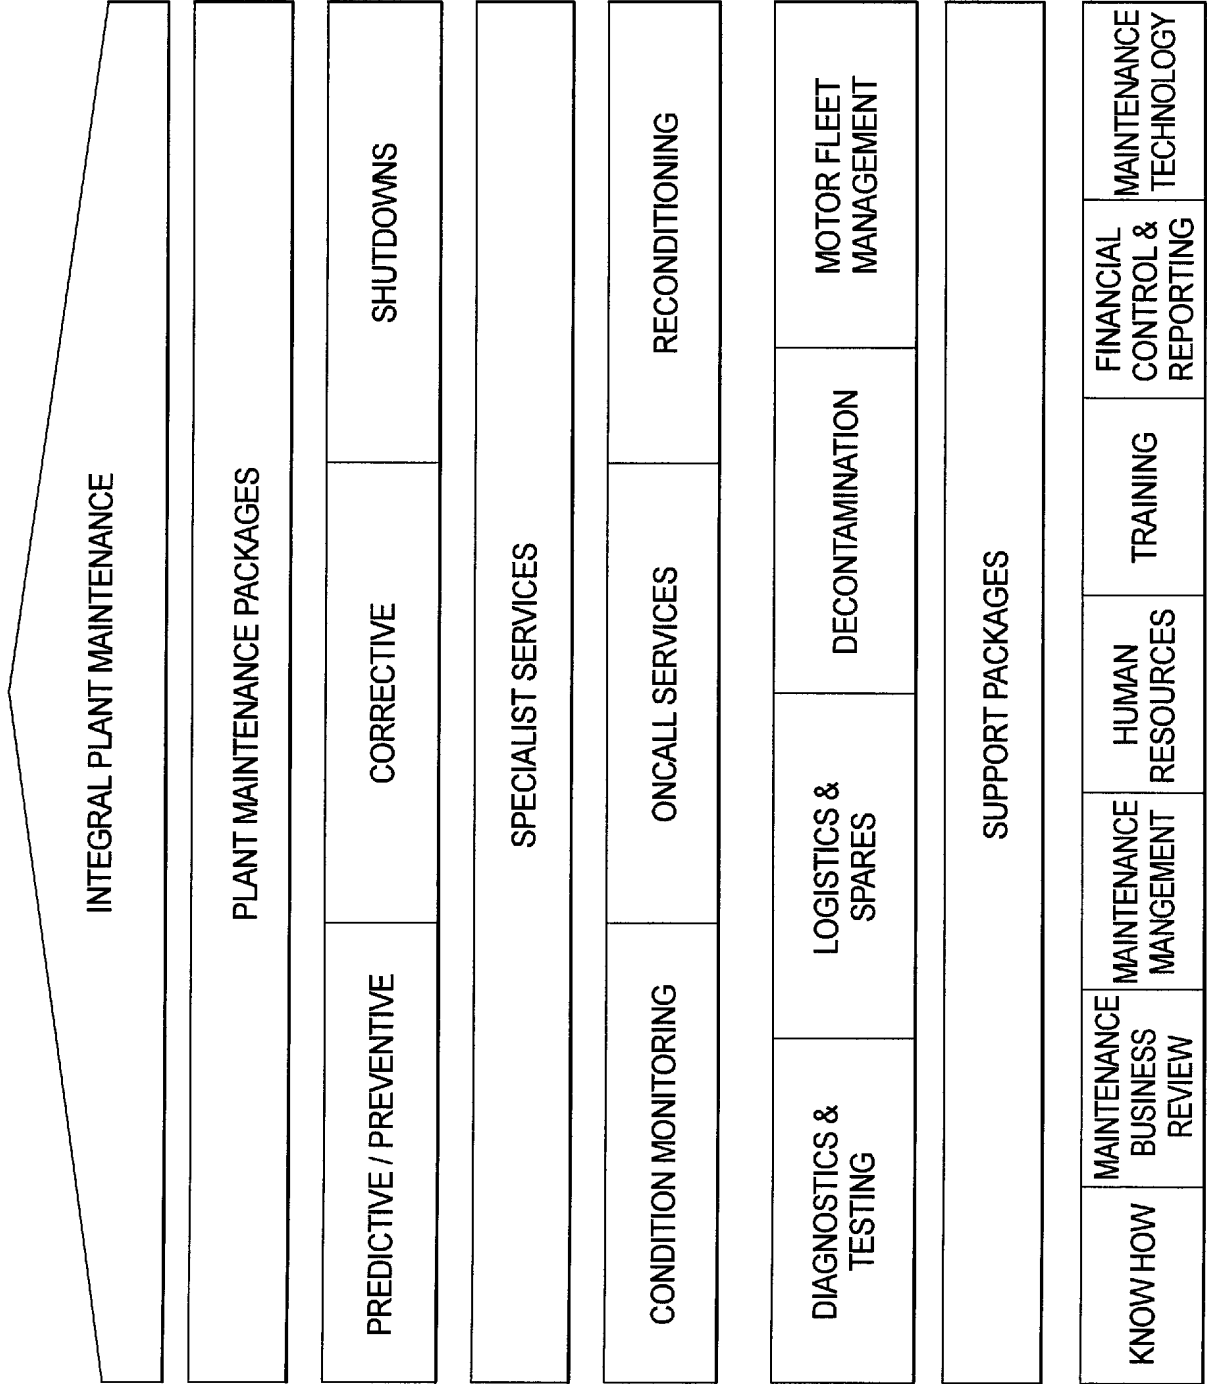 INTEGRAL PLANT MAINTENANCE
PLANT MAINTENANCE PACKAGES
PREDICTIVE / PREVENTIVE
CORRECTIVE
SHUTDOWNS
SPECIALIST SERVICES
CONDITION MONITORING
ONCALL SERVICES
RECONDITIONING
DIAGNOSTICS &
TESTING
LOGISTICS &
SPARES
DECONTAMINATION
MOTOR FLEET
MANAGEMENT
SUPPORT PACKAGES
KNOW HOW
MAINTENANCE
BUSINESS
REVIEW
MAINTENANCE
MANGEMENT
HUMAN
RESOURCES
TRAINING
FINANCIAL
CONTROL &
REPORTING
MAINTENANCE
TECHNOLOGY